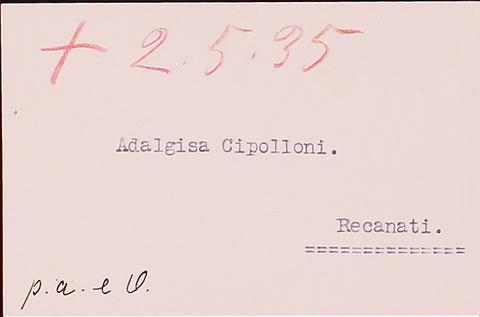 + 2.5.35
Adalgisa Cipolloni.
Recanati.
==============
p.a. e V.